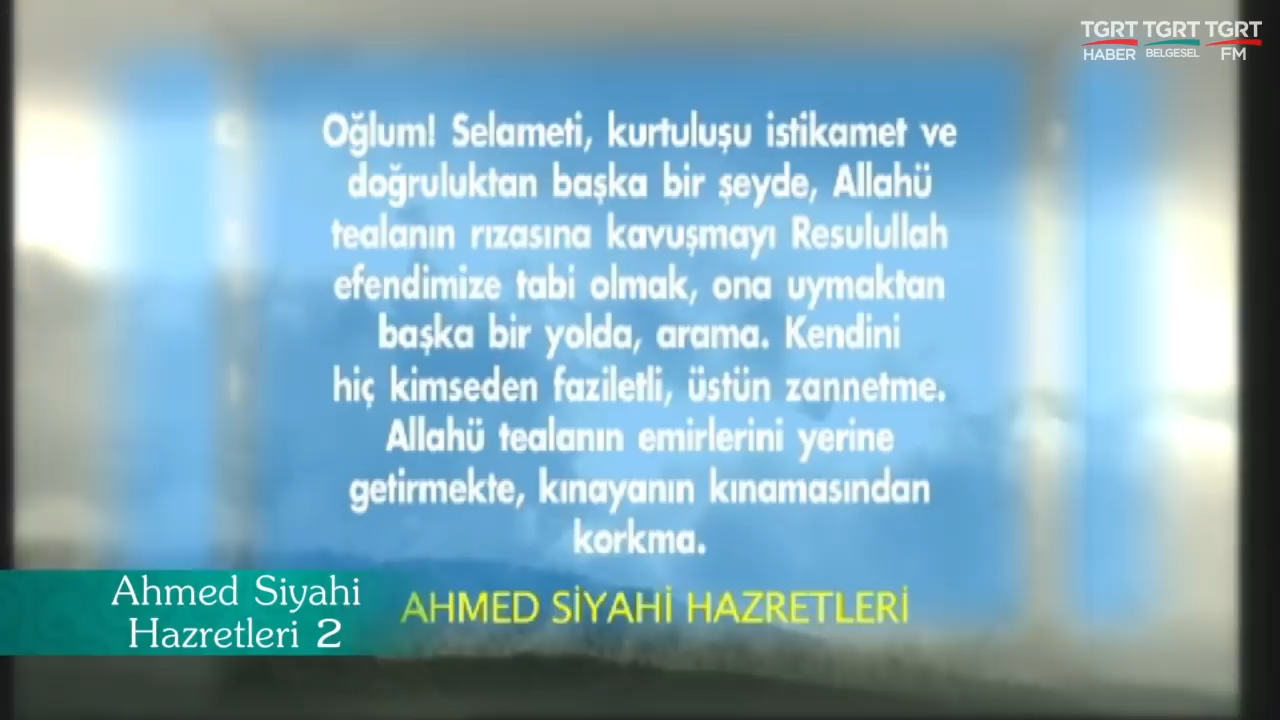 TGRT TGRT TGRT
HABER BELGESEL FM
Oğlum! Selameti, kurtuluşu istikamet ve
doğruluktan başka bir şeyde, Allahü
tealanın rızasına kavuşmayı Resulullah
efendimize tabi olmak, ona uymaktan
başka bir yolda, arama. Kendini
hiç kimseden faziletli, üstün zannetme.
Allahü tealanın emirlerini yerine
getirmekte, kınayanın kınamasından
korkma.
AHMED SİYAHİ HAZRETLERİ
Ahmed Siyahi
Hazretleri 2